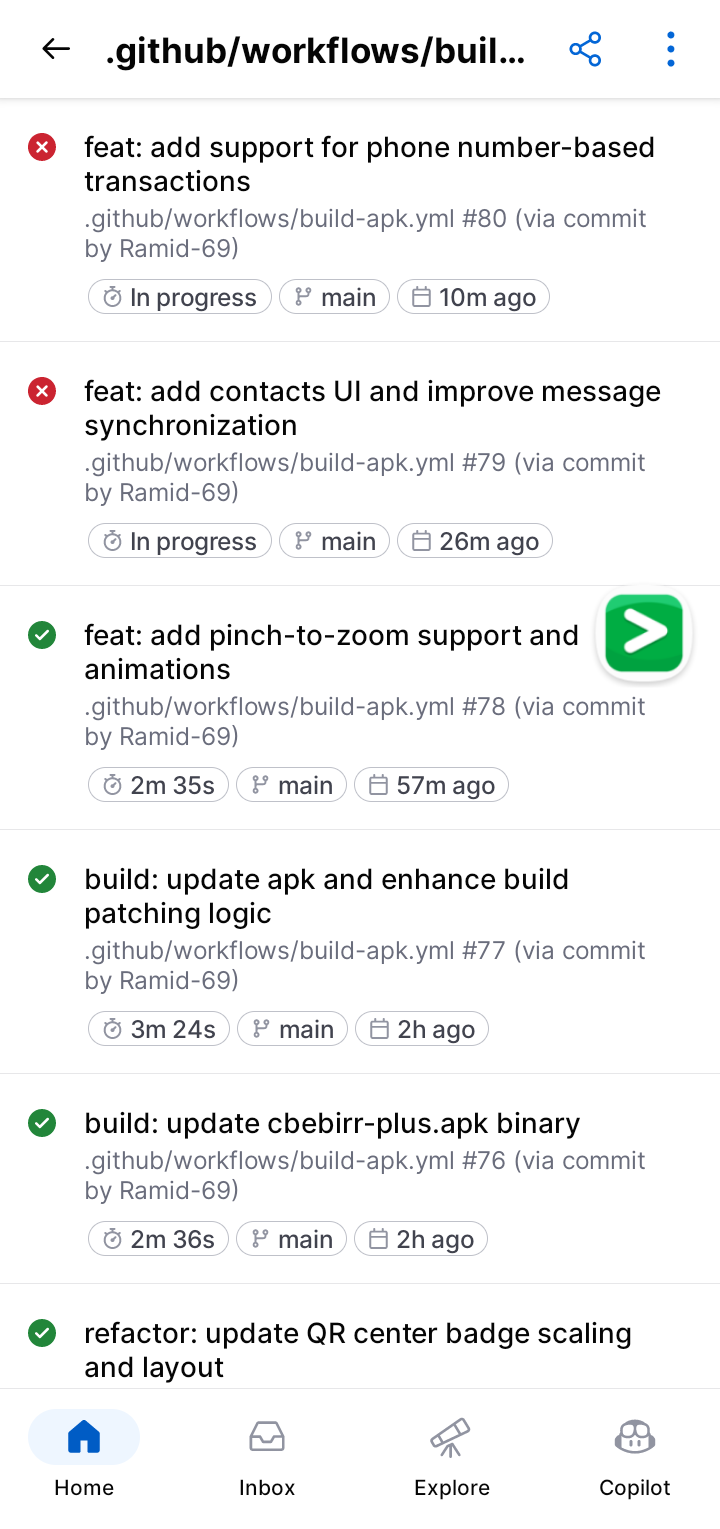 .github/workflows/buil...
feat: add support for phone number-based
transactions
.github/workflows/build-apk.yml #80 (via commit
by Ramid-69)
In progress
main
10m ago
feat: add contacts UI and improve message
synchronization
.github/workflows/build-apk.yml #79 (via commit
by Ramid-69)
In progress
main
26m ago
feat: add pinch-to-zoom support and
animations
.github/workflows/build-apk.yml #78 (via commit
by Ramid-69)
2m 35s
main
57m ago
build: update apk and enhance build
patching logic
.github/workflows/build-apk.yml #77 (via commit
by Ramid-69)
3m 24s
main
2h ago
build: update cbebirr-plus.apk binary
.github/workflows/build-apk.yml #76 (via commit
by Ramid-69)
2m 36s
main
2h ago
refactor: update QR center badge scaling
and layout
Home
Inbox
Explore
Copilot